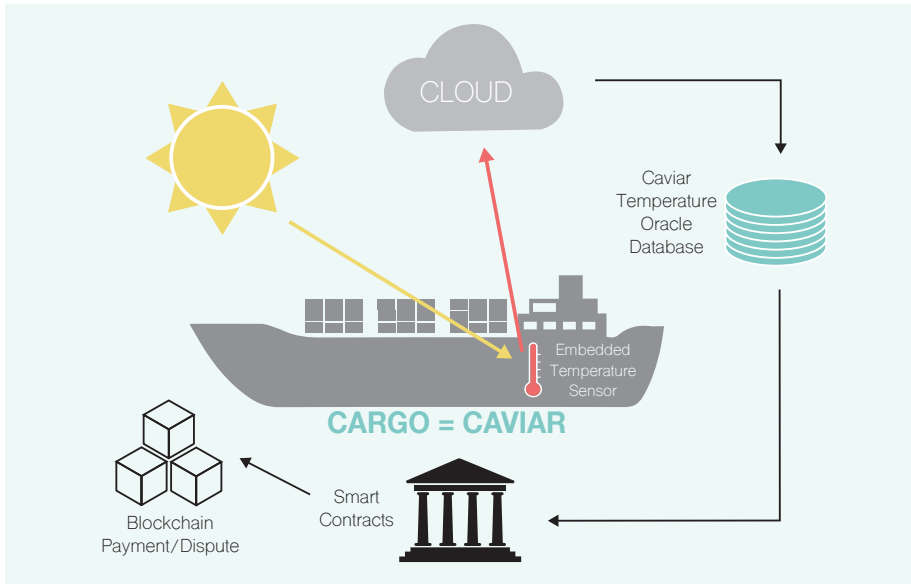 CLOUD
Caviar
Temperature
Oracle
Database
Embedded
Temperature
Sensor
CARGO = CAVIAR
Smart
Contracts
Blockchain
Payment/Dispute